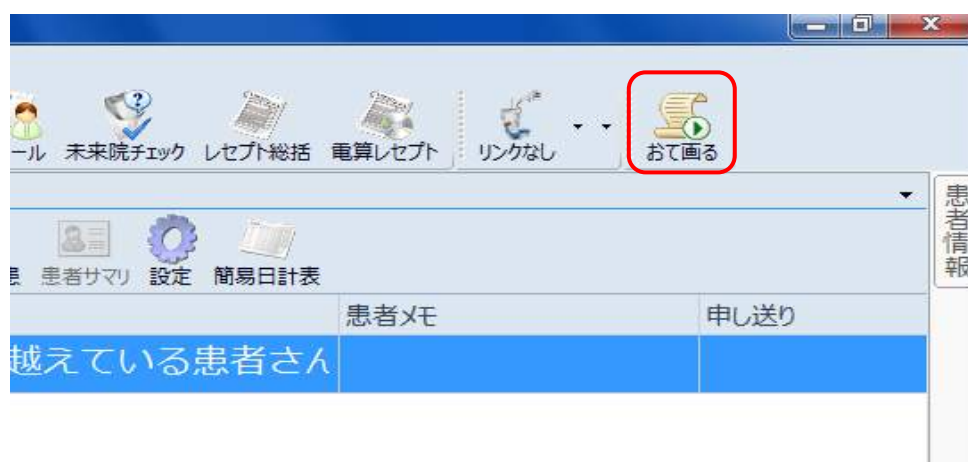 ール 未来院チェック レセプト総括 電算レセプト リンクなし おて画る
患 患者サマリ 設定 簡易日計表
患者情報
患者メモ 申し送り
越えている患者さん